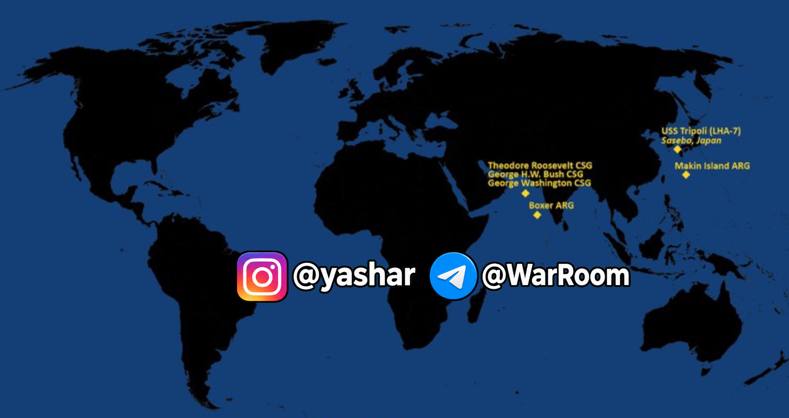 USS Tripoli (LHA-7)
Sasebo, Japan
Makin Island ARG
Theodore Roosevelt CSG
George H.W. Bush CSG
George Washington CSG
Boxer ARG
@yashar
@WarRoom